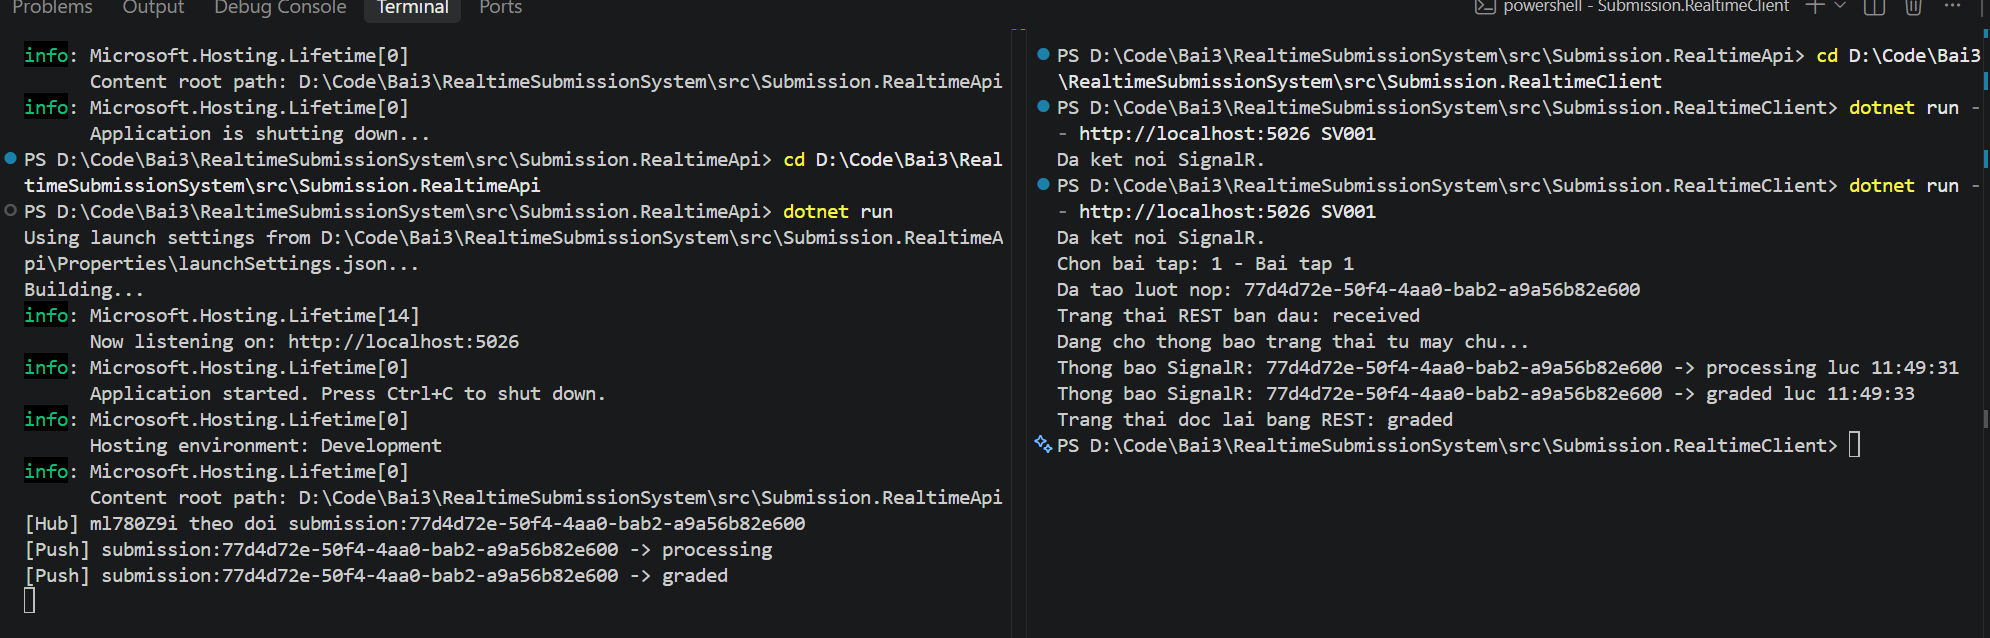 Problems Output Debug Console Terminal Ports
powershell - Submission.RealtimeClient
info: Microsoft.Hosting.Lifetime[0]
Content root path: D:\Code\Bai3\RealtimeSubmissionSystem\src\Submission.RealtimeApi
info: Microsoft.Hosting.Lifetime[0]
Application is shutting down...
PS D:\Code\Bai3\RealtimeSubmissionSystem\src\Submission.RealtimeApi> cd D:\Code\Bai3\Real
timeSubmissionSystem\src\Submission.RealtimeApi
PS D:\Code\Bai3\RealtimeSubmissionSystem\src\Submission.RealtimeApi> dotnet run
Using launch settings from D:\Code\Bai3\RealtimeSubmissionSystem\src\Submission.RealtimeA
pi\Properties\launchSettings.json...
Building...
info: Microsoft.Hosting.Lifetime[14]
Now listening on: http://localhost:5026
info: Microsoft.Hosting.Lifetime[0]
Application started. Press Ctrl+C to shut down.
info: Microsoft.Hosting.Lifetime[0]
Hosting environment: Development
info: Microsoft.Hosting.Lifetime[0]
Content root path: D:\Code\Bai3\RealtimeSubmissionSystem\src\Submission.RealtimeApi
[Hub] ml780Z9i theo doi submission:77d4d72e-50f4-4aa0-bab2-a9a56b82e600
[Push] submission:77d4d72e-50f4-4aa0-bab2-a9a56b82e600 -> processing
[Push] submission:77d4d72e-50f4-4aa0-bab2-a9a56b82e600 -> graded
PS D:\Code\Bai3\RealtimeSubmissionSystem\src\Submission.RealtimeApi> cd D:\Code\Bai3
\RealtimeSubmissionSystem\src\Submission.RealtimeClient
PS D:\Code\Bai3\RealtimeSubmissionSystem\src\Submission.RealtimeClient> dotnet run -
- http://localhost:5026 SV001
Da ket noi SignalR.
PS D:\Code\Bai3\RealtimeSubmissionSystem\src\Submission.RealtimeClient> dotnet run -
- http://localhost:5026 SV001
Da ket noi SignalR.
Chon bai tap: 1 - Bai tap 1
Da tao luot nop: 77d4d72e-50f4-4aa0-bab2-a9a56b82e600
Trang thai REST ban dau: received
Dang cho thong bao trang thai tu may chu...
Thong bao SignalR: 77d4d72e-50f4-4aa0-bab2-a9a56b82e600 -> processing luc 11:49:31
Thong bao SignalR: 77d4d72e-50f4-4aa0-bab2-a9a56b82e600 -> graded luc 11:49:33
Trang thai doc lai bang REST: graded
PS D:\Code\Bai3\RealtimeSubmissionSystem\src\Submission.RealtimeClient>